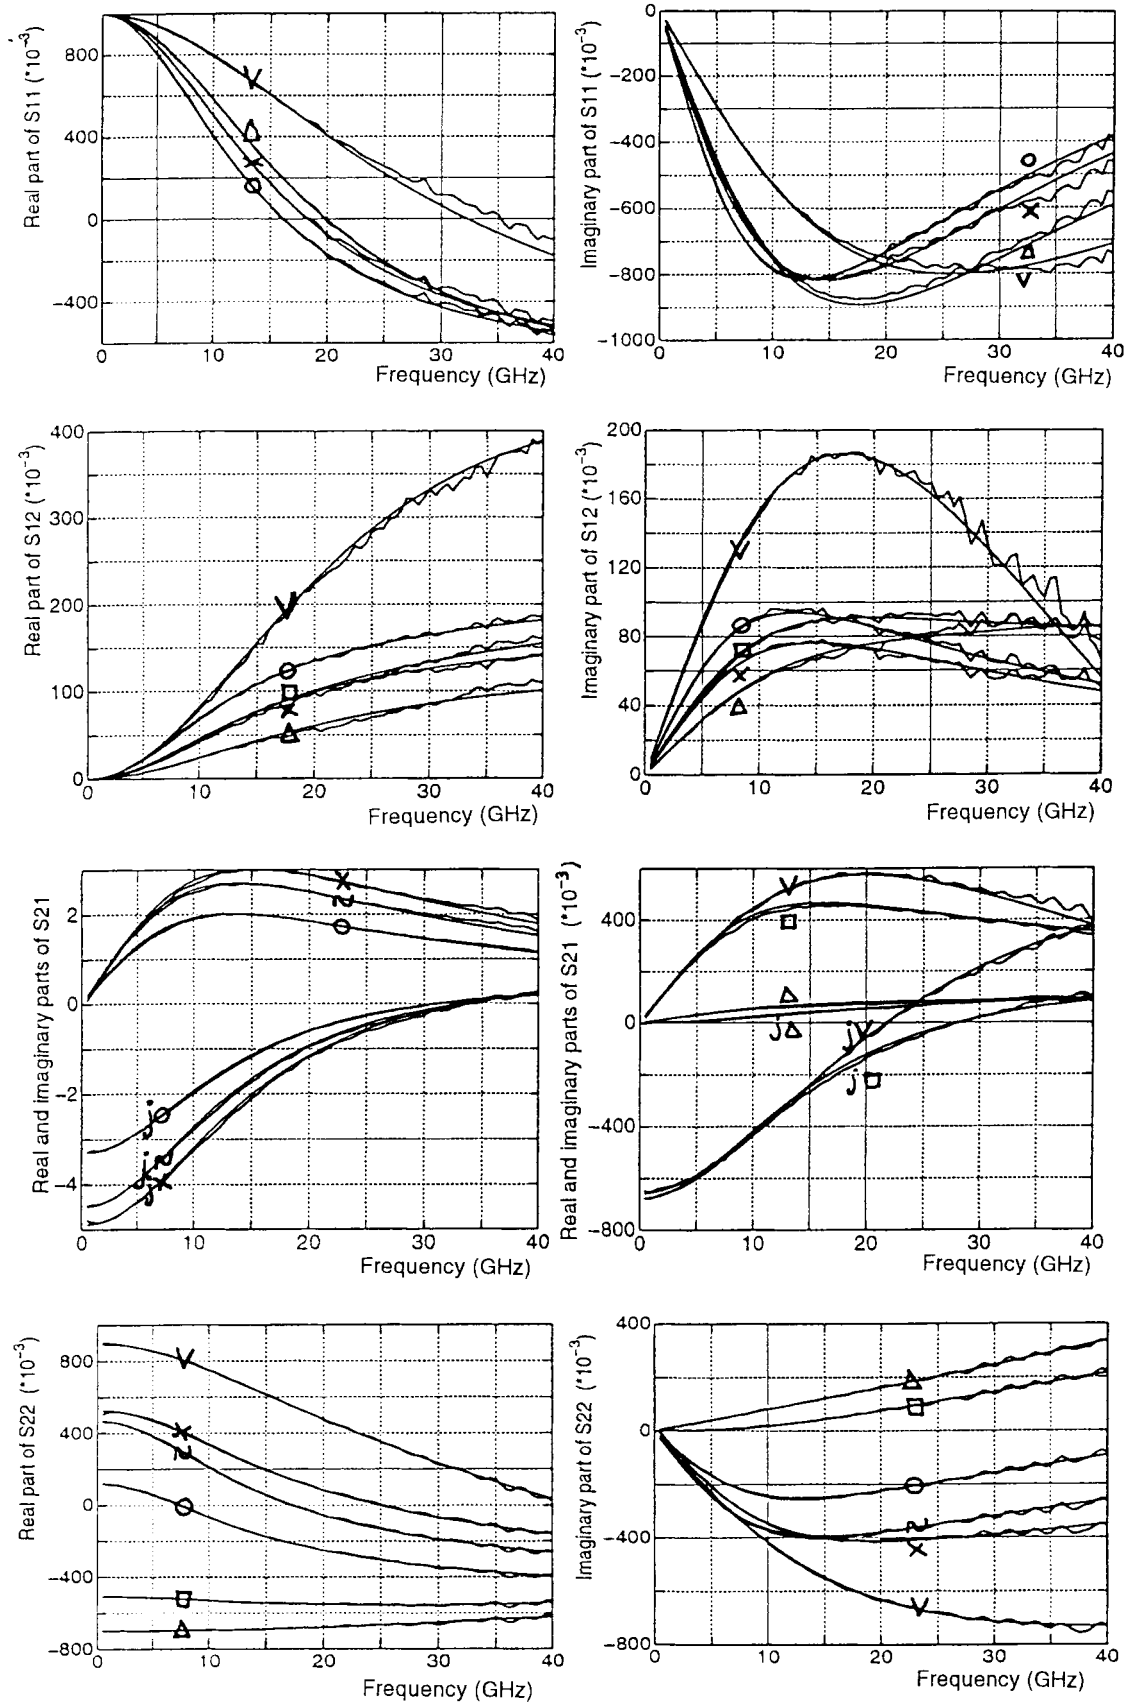 Real part of S11 (*10⁻³)
800
400
0
−400
0 10 20 30 40
Frequency (GHz)
Imaginary part of S11 (*10⁻³)
0
−200
−400
−600
−800
−1000
0 10 20 30 40
Frequency (GHz)
Real part of S12 (*10⁻³)
400
300
200
100
0
0 10 20 30 40
Frequency (GHz)
Imaginary part of S12 (*10⁻³)
200
160
120
80
40
0
0 10 20 30 40
Frequency (GHz)
Real and imaginary parts of S21
2
0
−2
−4
j
j
j
0 10 20 30 40
Frequency (GHz)
Real and imaginary parts of S21 (*10⁻³)
400
0
−400
−800
j
j
j
0 10 20 30 40
Frequency (GHz)
Real part of S22 (*10⁻³)
800
400
0
−400
−800
0 10 20 30 40
Frequency (GHz)
Imaginary part of S22 (*10⁻³)
400
200
0
−200
−400
−800
0 10 20 30 40
Frequency (GHz)